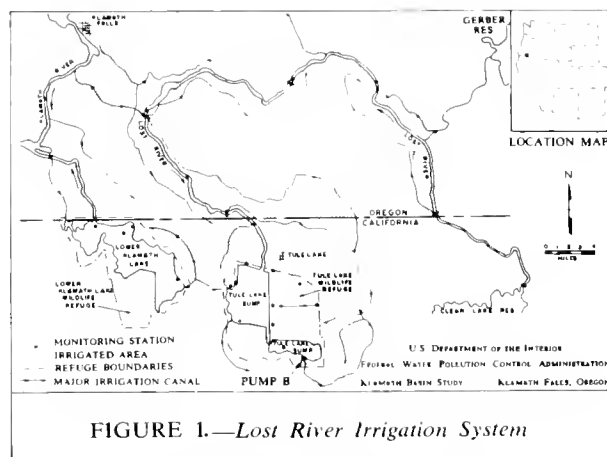 KLAMATH
FALLS
GERBER
RES
KLAMATH
RIVER
LOST
RIVER
LOST
RIVER
LOCATION MAP
N
OREGON
CALIFORNIA
MILES
LOWER
KLAMATH
LAKE
LOWER
KLAMATH LAKE
WILDLIFE
REFUGE
TULE LAKE
TULE LAKE
SUMP
TULE LAKE
WILDLIFE
REFUGE
TULE LAKE
SUMP
CLEAR LAKE RES
MONITORING STATION
IRRIGATED AREA
REFUGE BOUNDARIES
MAJOR IRRIGATION CANAL
PUMP B
U.S. DEPARTMENT OF THE INTERIOR
FEDERAL WATER POLLUTION CONTROL ADMINISTRATION
KLAMATH BASIN STUDY KLAMATH FALLS, OREGON
FIGURE 1.—Lost River Irrigation System